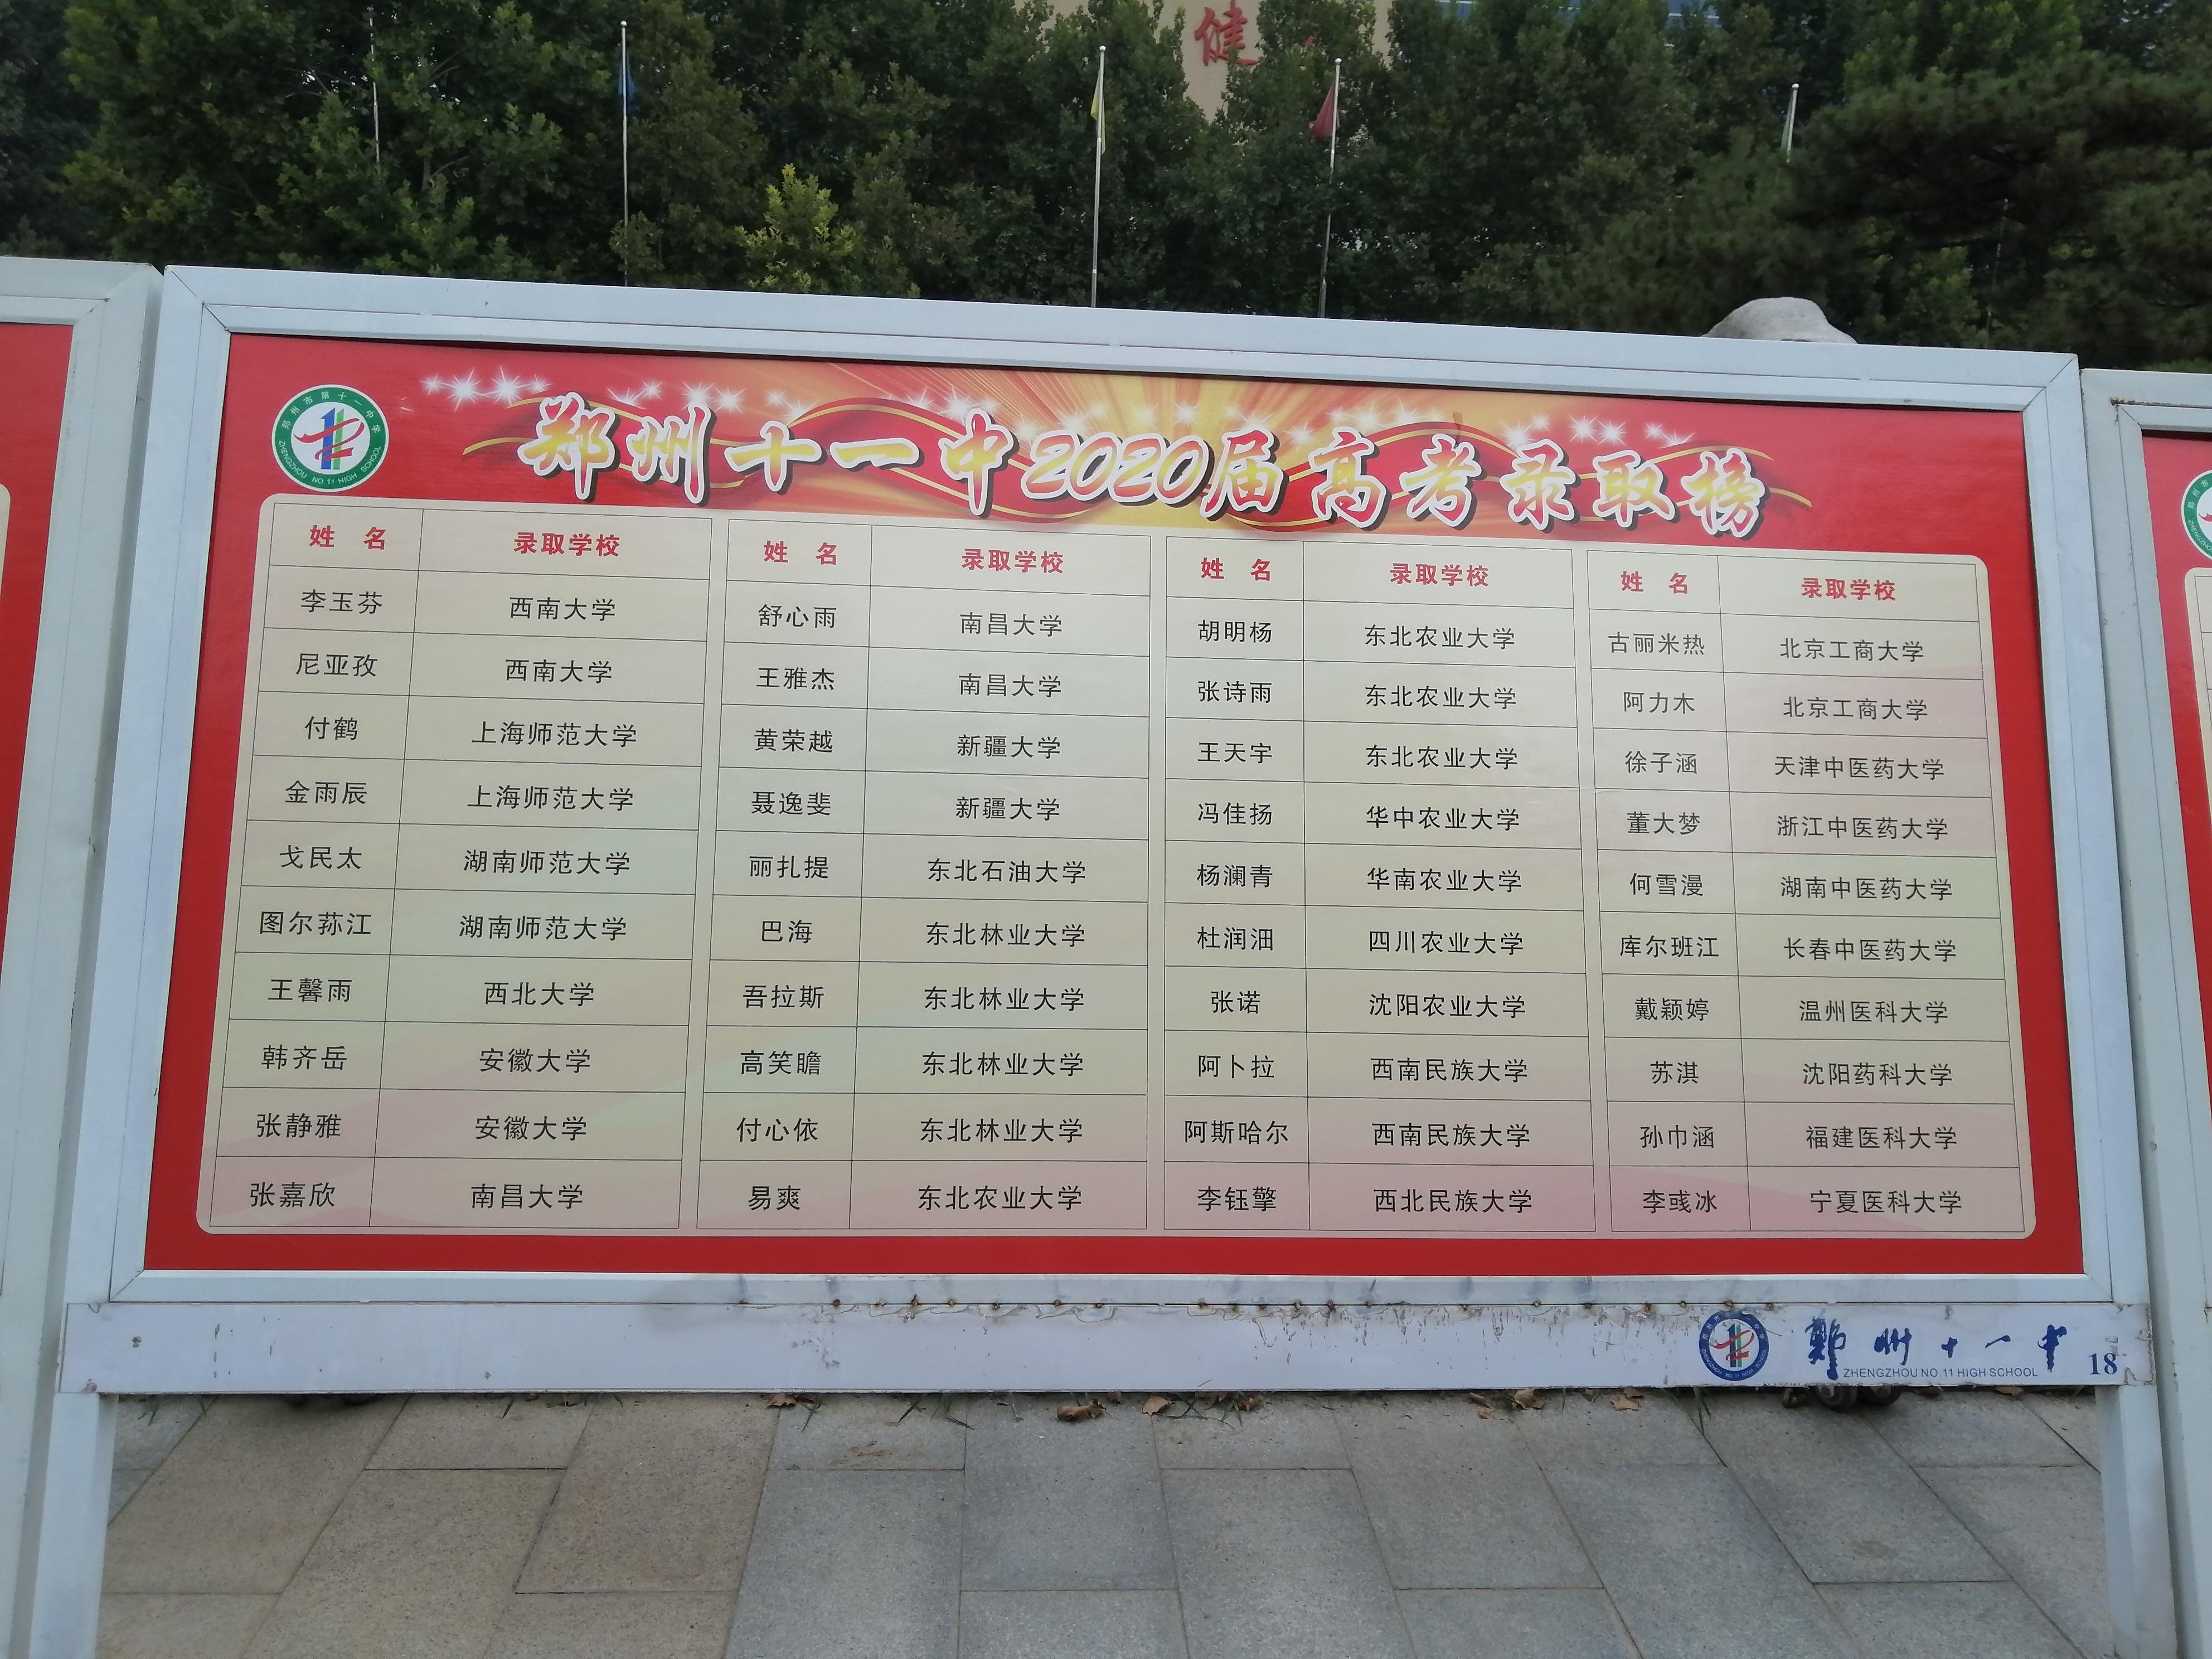 健
郑州市第十一中学
ZHENGZHOU NO.11 HIGH SCHOOL
郑州十一中2020届高考录取榜
姓 名 录取学校 姓 名 录取学校 姓 名 录取学校 姓 名 录取学校
李玉芬 西南大学 舒心雨 南昌大学 胡明杨 东北农业大学 古丽米热 北京工商大学
尼亚孜 西南大学 王雅杰 南昌大学 张诗雨 东北农业大学 阿力木 北京工商大学
付鹤 上海师范大学 黄荣越 新疆大学 王天宇 东北农业大学 徐子涵 天津中医药大学
金雨辰 上海师范大学 聂逸斐 新疆大学 冯佳扬 华中农业大学 董大梦 浙江中医药大学
戈民太 湖南师范大学 丽扎提 东北石油大学 杨澜青 华南农业大学 何雪漫 湖南中医药大学
图尔荪江 湖南师范大学 巴海 东北林业大学 杜润沺 四川农业大学 库尔班江 长春中医药大学
王馨雨 西北大学 吾拉斯 东北林业大学 张诺 沈阳农业大学 戴颖婷 温州医科大学
韩齐岳 安徽大学 高笑瞻 东北林业大学 阿卜拉 西南民族大学 苏淇 沈阳药科大学
张静雅 安徽大学 付心依 东北林业大学 阿斯哈尔 西南民族大学 孙巾涵 福建医科大学
张嘉欣 南昌大学 易爽 东北农业大学 李钰擎 西北民族大学 李彧冰 宁夏医科大学
郑州十一中
ZHENGZHOU NO.11 HIGH SCHOOL
18